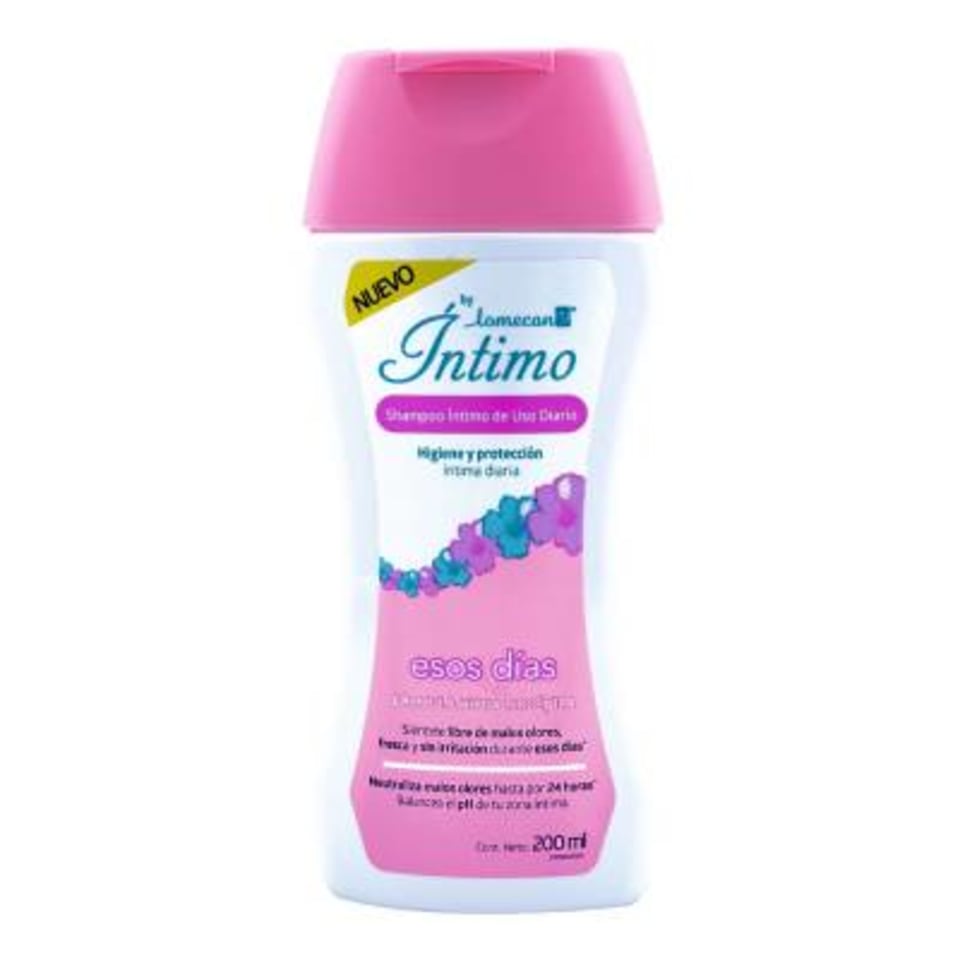 NUEVO
by
Lomecan
Íntimo
Shampoo Íntimo de Uso Diario
Higiene y protección
íntima diaria
esos días
Siéntete libre de malos olores,
fresca y sin irritación durante esos días*
Neutraliza malos olores hasta por 24 horas*
Balancea el pH de tu zona íntima.
Cont. Neto: 200 ml